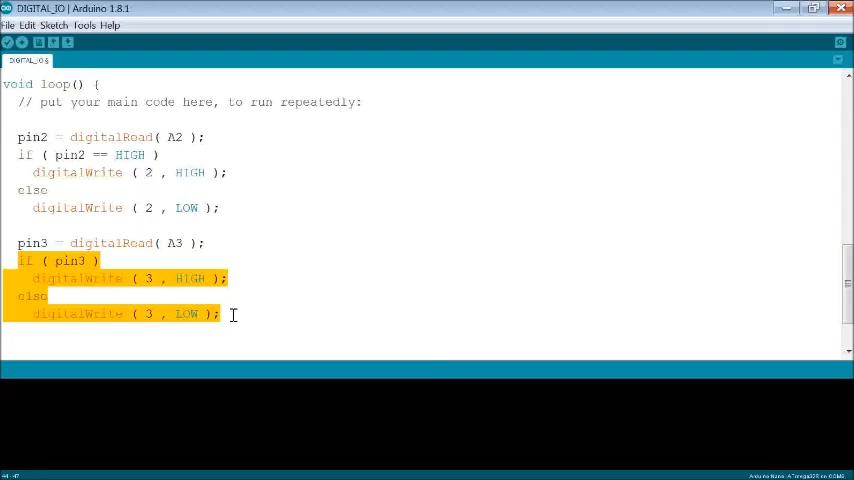 DIGITAL_IO | Arduino 1.8.1
File Edit Sketch Tools Help
DIGITAL_IO §
void loop() {
// put your main code here, to run repeatedly:
pin2 = digitalRead( A2 );
if ( pin2 == HIGH )
digitalWrite ( 2 , HIGH );
else
digitalWrite ( 2 , LOW );
pin3 = digitalRead( A3 );
if ( pin3 )
digitalWrite ( 3 , HIGH );
else
digitalWrite ( 3 , LOW );
44 - 47
Arduino Nano, ATmega328 on COM6